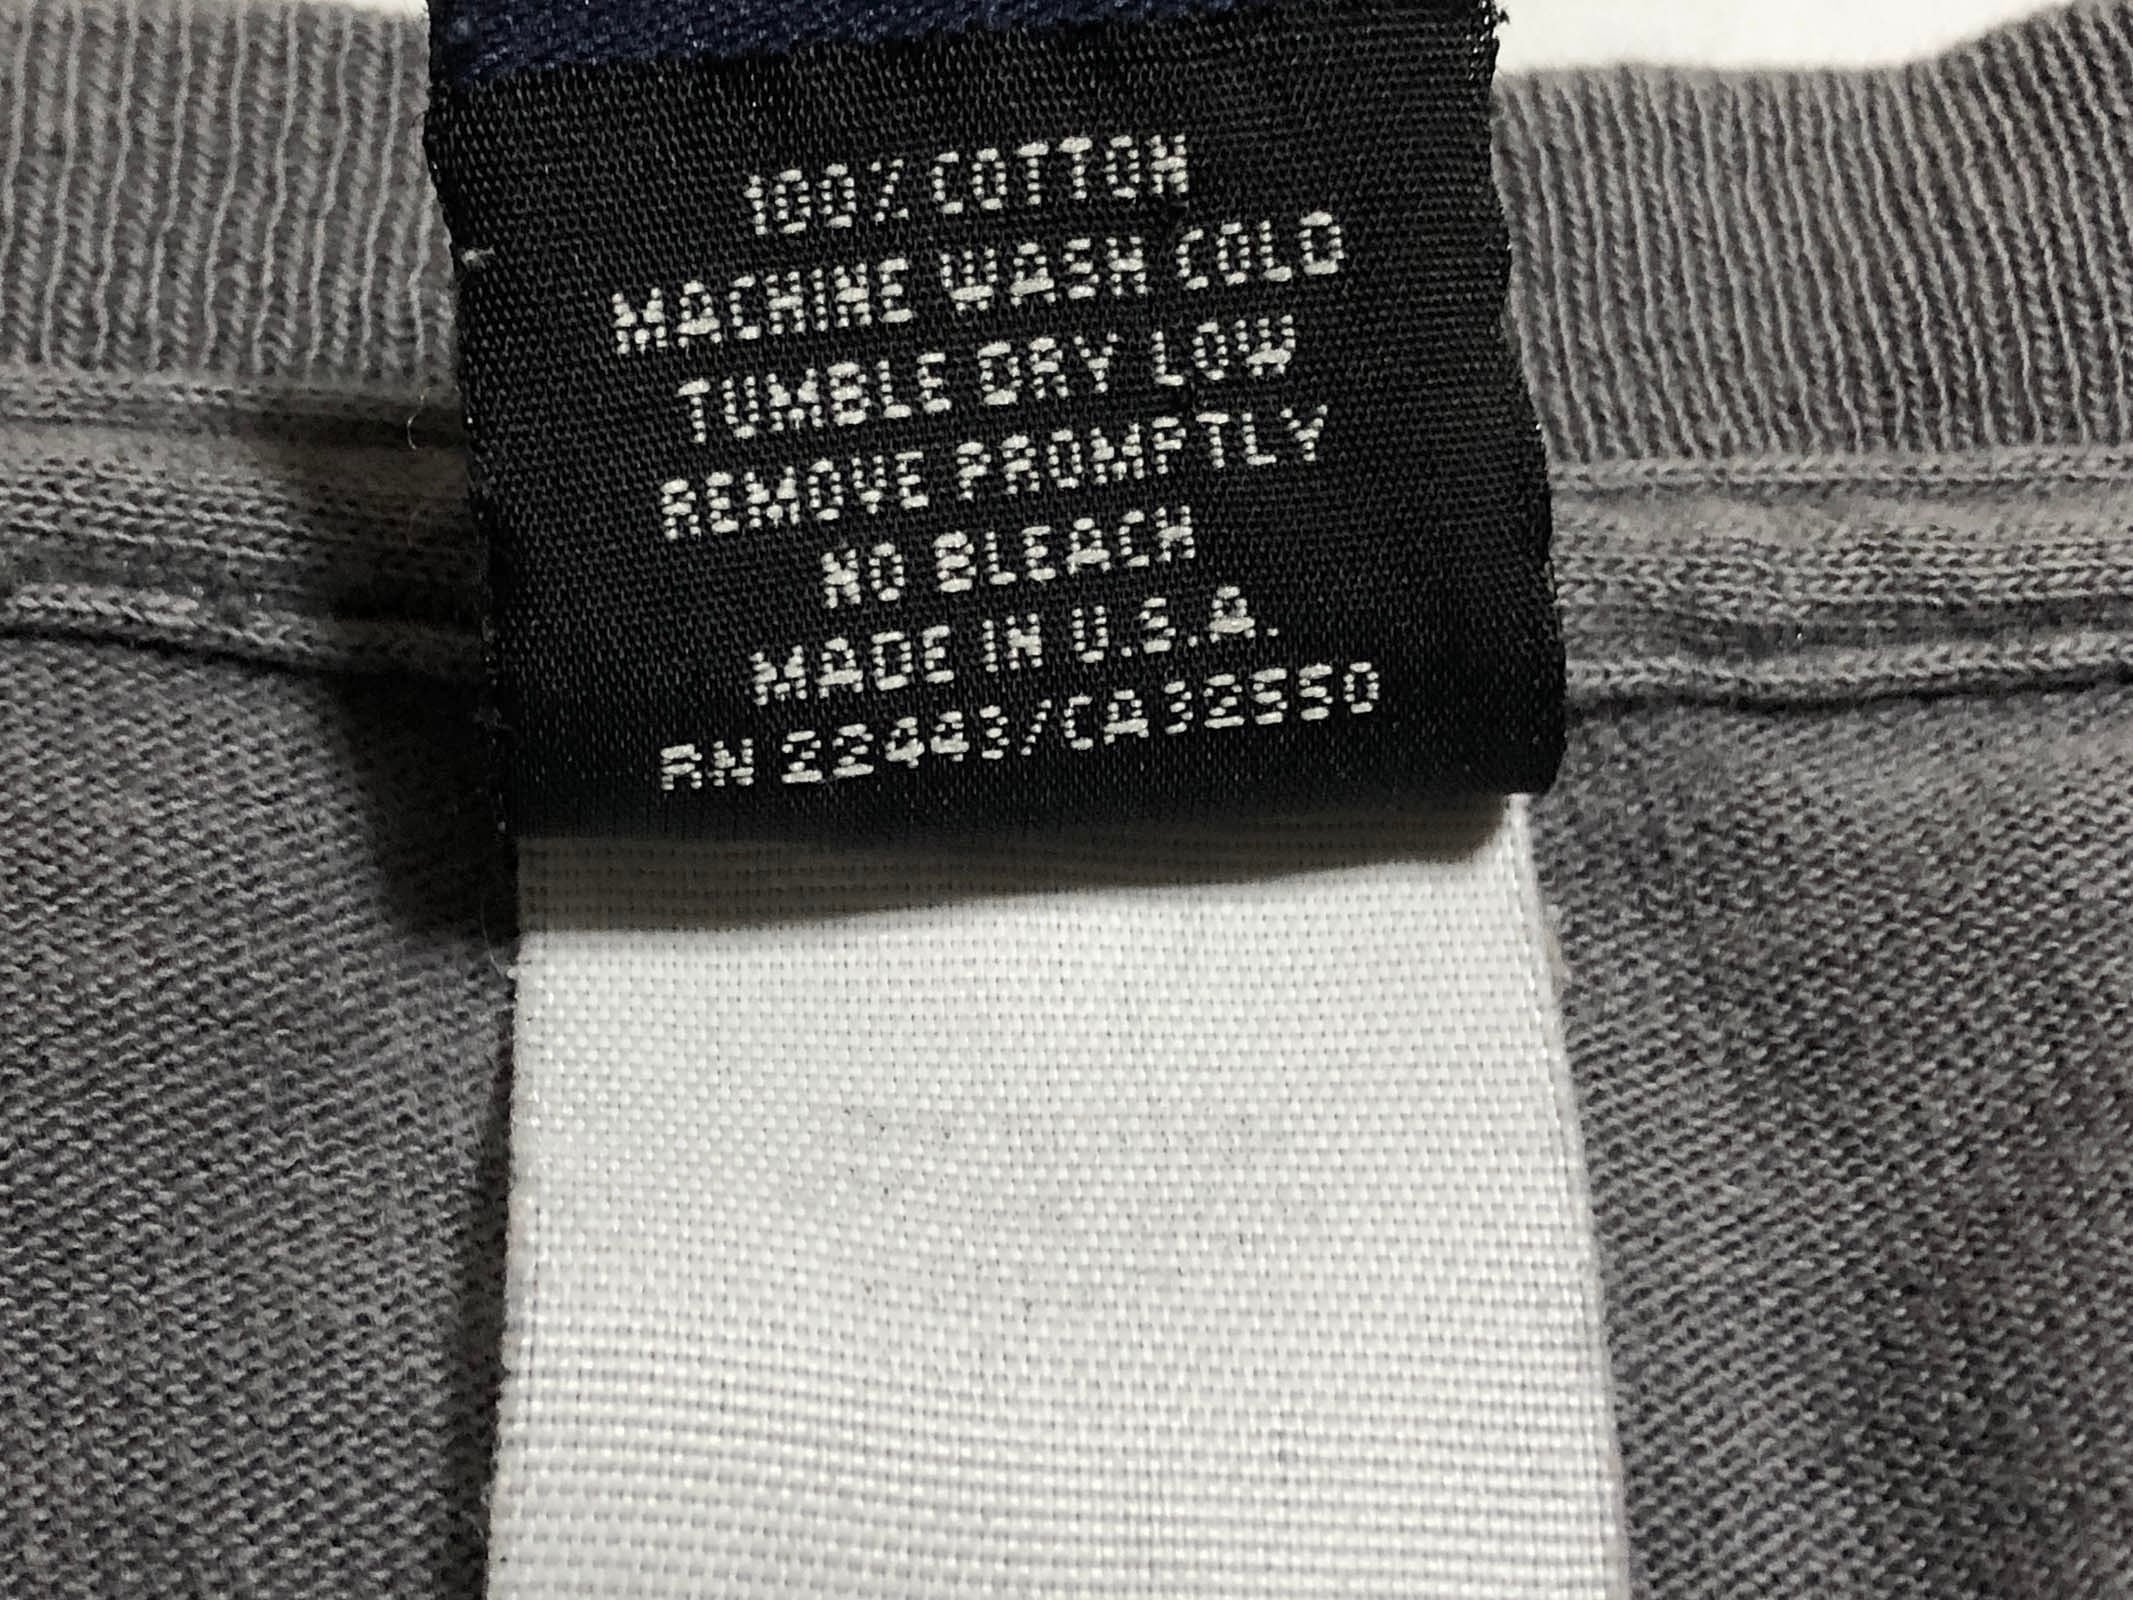 100% COTTON
MACHINE WASH COLD
TUMBLE DRY LOW
REMOVE PROMPTLY
NO BLEACH
MADE IN U.S.A.
RN 22443/CA32550